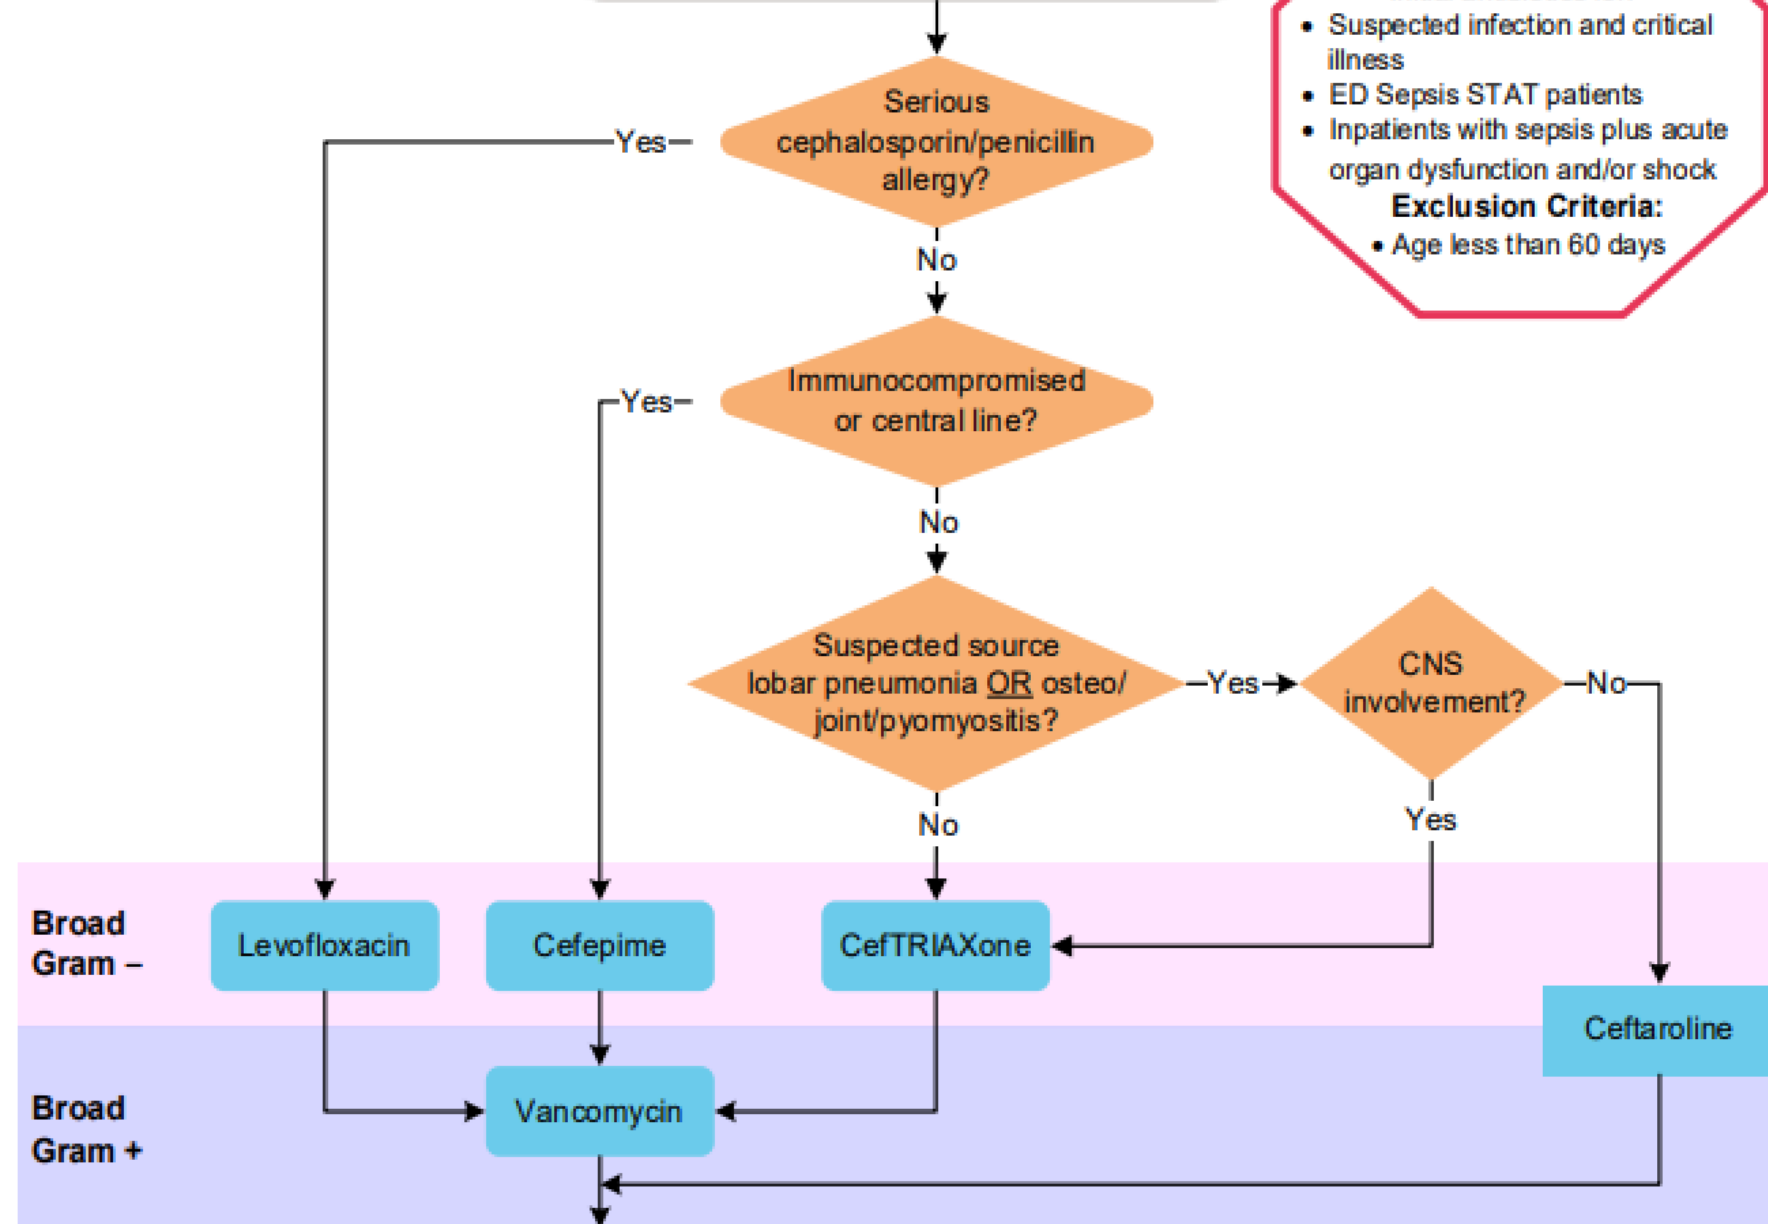 • Suspected infection and critical
illness
• ED Sepsis STAT patients
• Inpatients with sepsis plus acute
organ dysfunction and/or shock
Exclusion Criteria:
• Age less than 60 days
Serious
cephalosporin/penicillin
allergy?
Yes
No
Immunocompromised
or central line?
Yes
No
Suspected source
lobar pneumonia OR osteo/
joint/pyomyositis?
Yes
CNS
involvement?
No
No
Yes
Broad
Gram –
Levofloxacin
Cefepime
CefTRIAXone
Ceftaroline
Broad
Gram +
Vancomycin